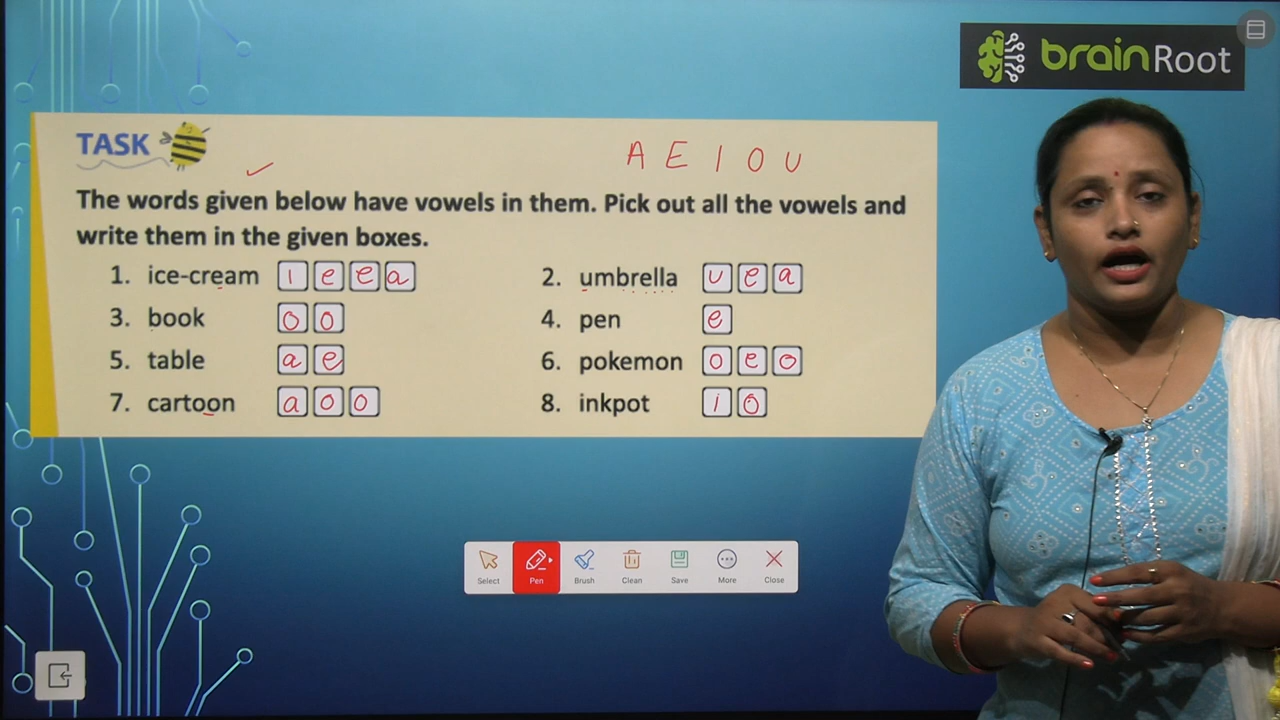 brainRoot
TASK
A E I O U
The words given below have vowels in them. Pick out all the vowels and
write them in the given boxes.
1. ice-cream i e e a
2. umbrella u e a
3. book o o
4. pen e
5. table a e
6. pokemon o e o
7. cartoon a o o
8. inkpot i o
Select Pen Brush Clean Save More Close